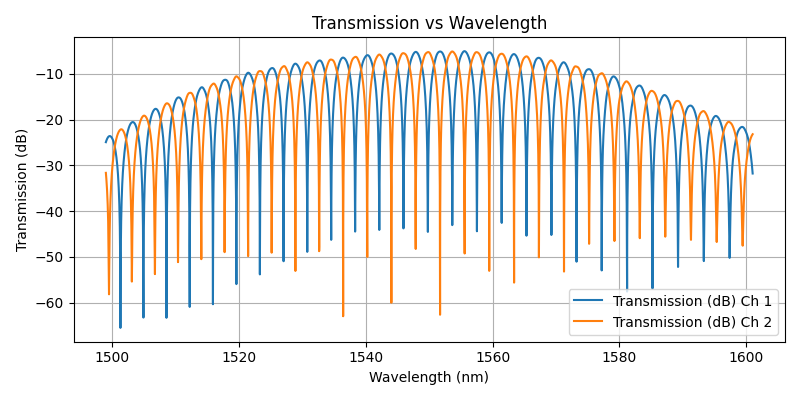 Transmission vs Wavelength
Transmission (dB)
−10
−20
−30
−40
−50
−60
1500
1520
1540
1560
1580
1600
Wavelength (nm)
Transmission (dB) Ch 1
Transmission (dB) Ch 2